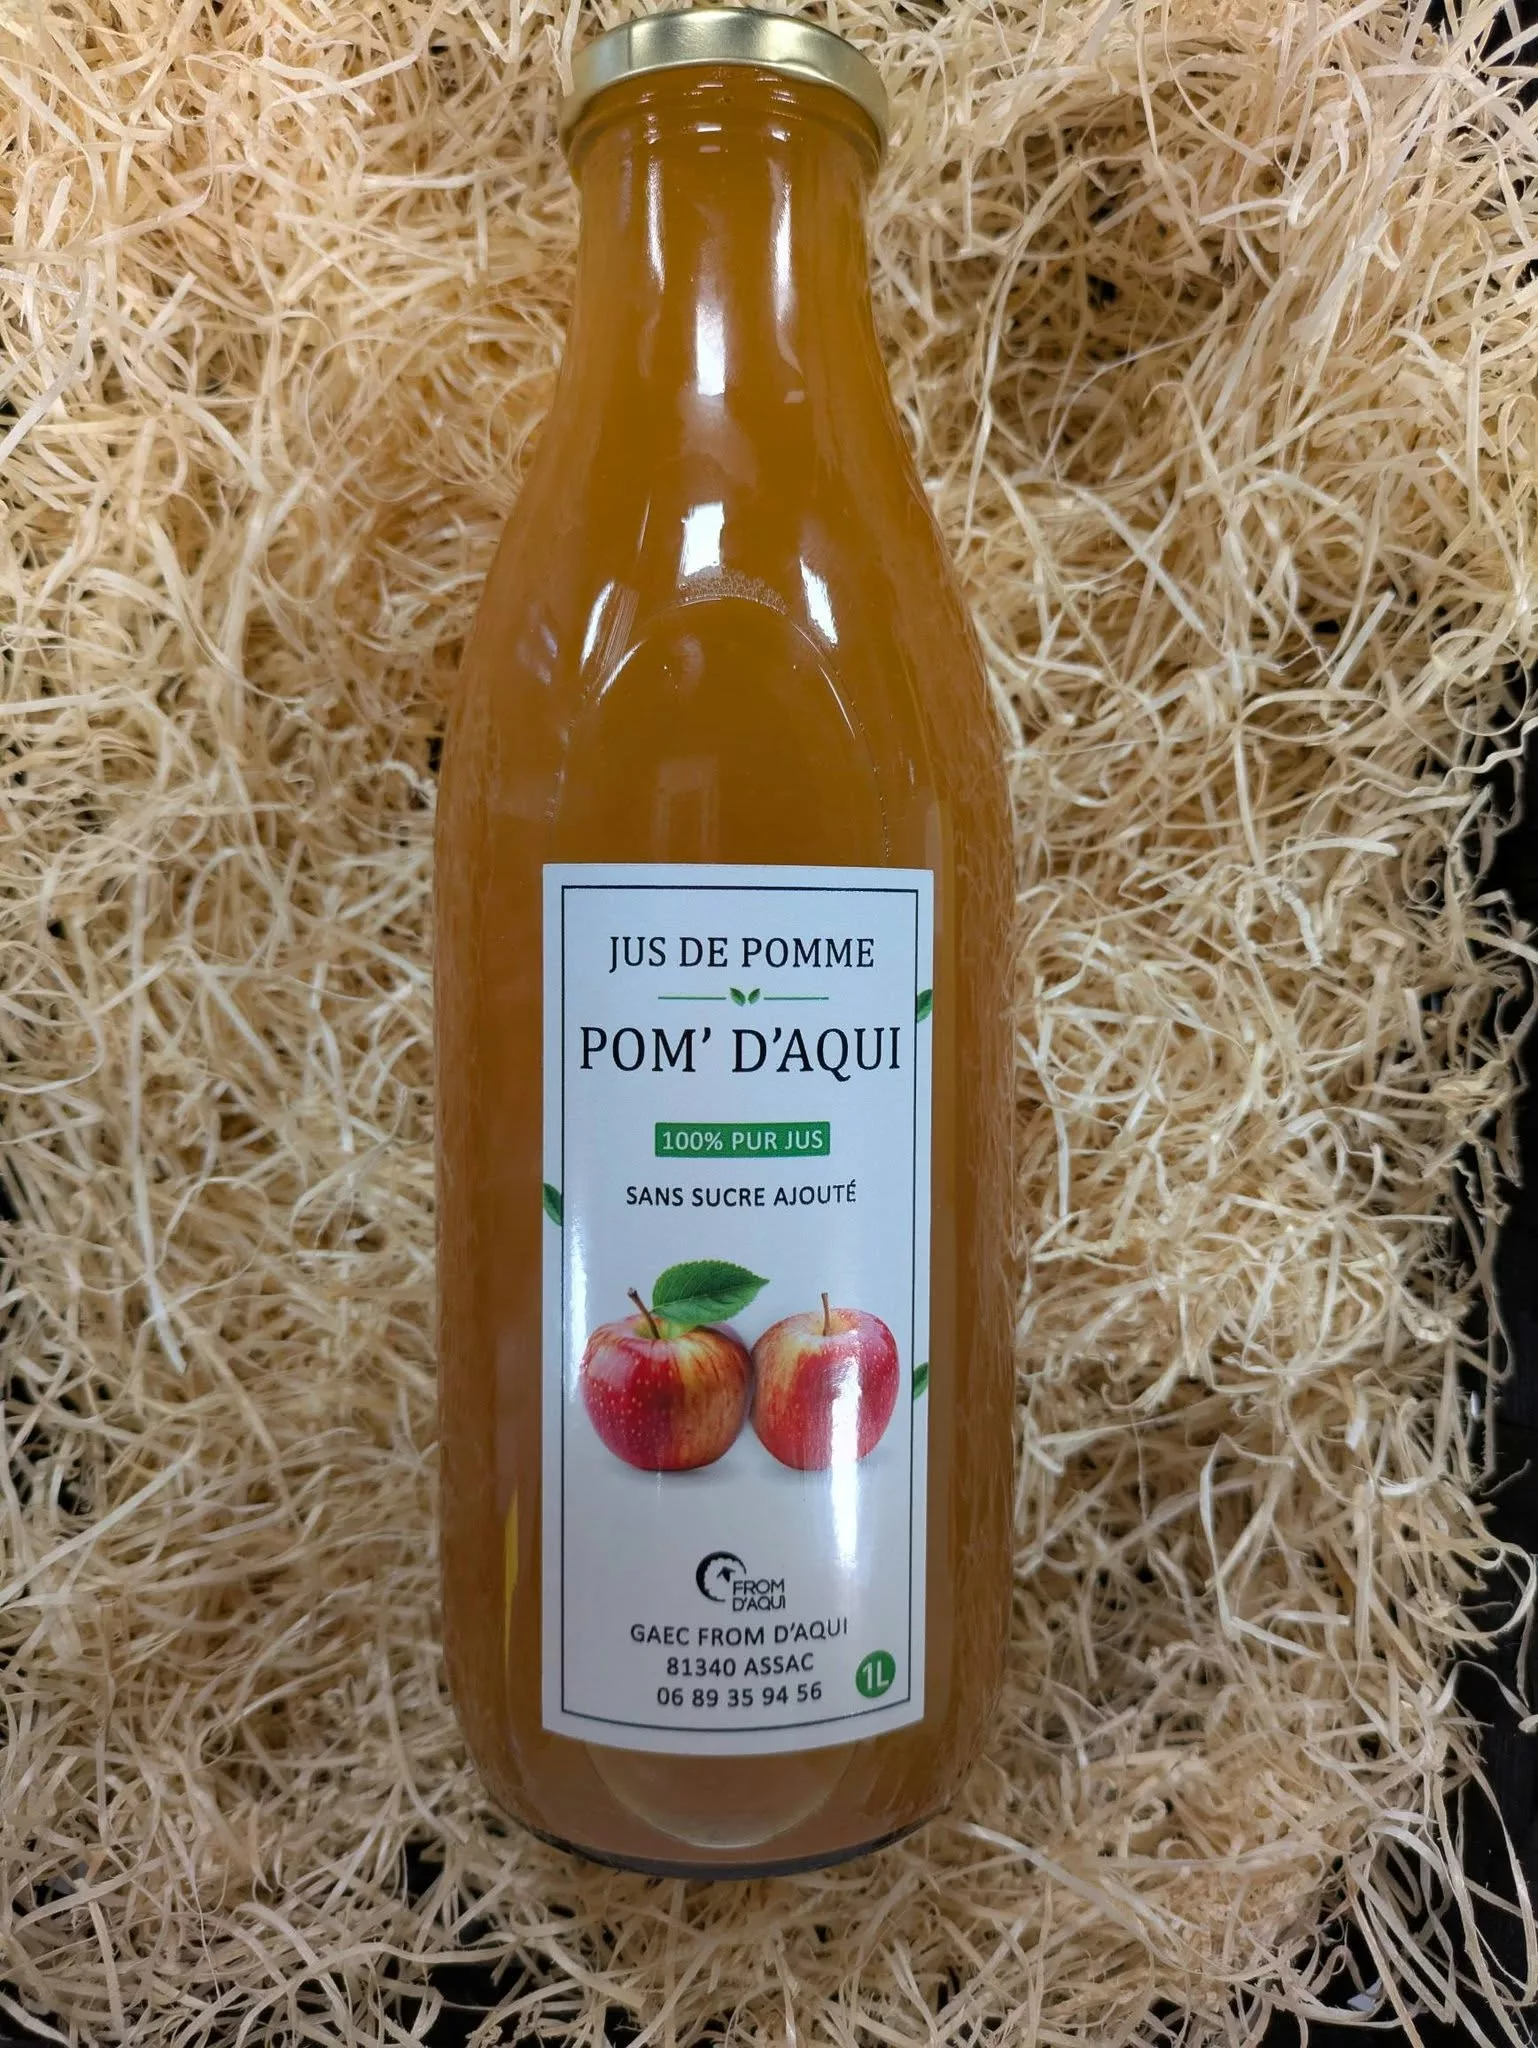 JUS DE POMME
POM’ D’AQUI
100% PUR JUS
SANS SUCRE AJOUTÉ
FROM
D'AQUI
GAEC FROM D’AQUI
81340 ASSAC
06 89 35 94 56
1L